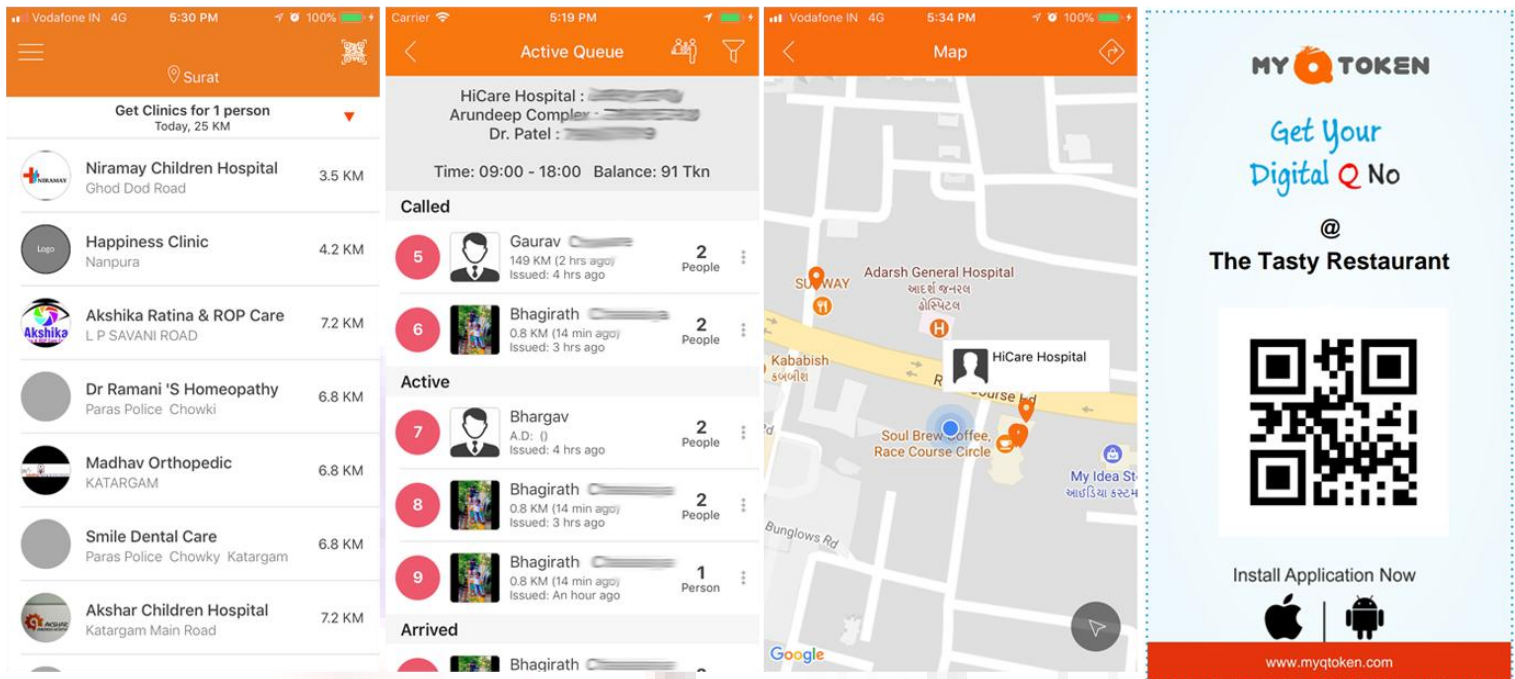 Vodafone IN 4G 5:30 PM 100%
Surat
Get Clinics for 1 person
Today, 25 KM
NIRAMAY
Niramay Children Hospital
Ghod Dod Road
3.5 KM
Logo
Happiness Clinic
Nanpura
4.2 KM
Akshika
Akshika Ratina & ROP Care
L P SAVANI ROAD
7.2 KM
Dr Ramani 'S Homeopathy
Paras Police Chowki
6.8 KM
Madhav Orthopedic
KATARGAM
6.8 KM
Smile Dental Care
Paras Police Chowky Katargam
6.8 KM
AKSHAR
Akshar Children Hospital
Katargam Main Road
7.2 KM
Carrier 5:19 PM
Active Queue
HiCare Hospital :
Arundeep Complex :
Dr. Patel :
Time: 09:00 - 18:00 Balance: 91 Tkn
Called
5
Gaurav
149 KM (2 hrs ago)
Issued: 4 hrs ago
2
People
6
Bhagirath
0.8 KM (14 min ago)
Issued: 3 hrs ago
2
People
Active
7
Bhargav
A.D: ()
Issued: 4 hrs ago
2
People
8
Bhagirath
0.8 KM (14 min ago)
Issued: 3 hrs ago
2
People
9
Bhagirath
0.8 KM (14 min ago)
Issued: An hour ago
1
Person
Arrived
Bhagirath
Vodafone IN 4G 5:34 PM 100%
Map
Adarsh General Hospital
આદર્શ જનરલ
હોસ્પિટલ
H
Kababish
કબાબીશ
HiCare Hospital
Soul Brew Coffee,
Race Course Circle
My Idea St
આઇડિયા
Bunglows Rd
Google
MY Q TOKEN
Get Your
Digital Q No
@
The Tasty Restaurant
Install Application Now
www.myqtoken.com